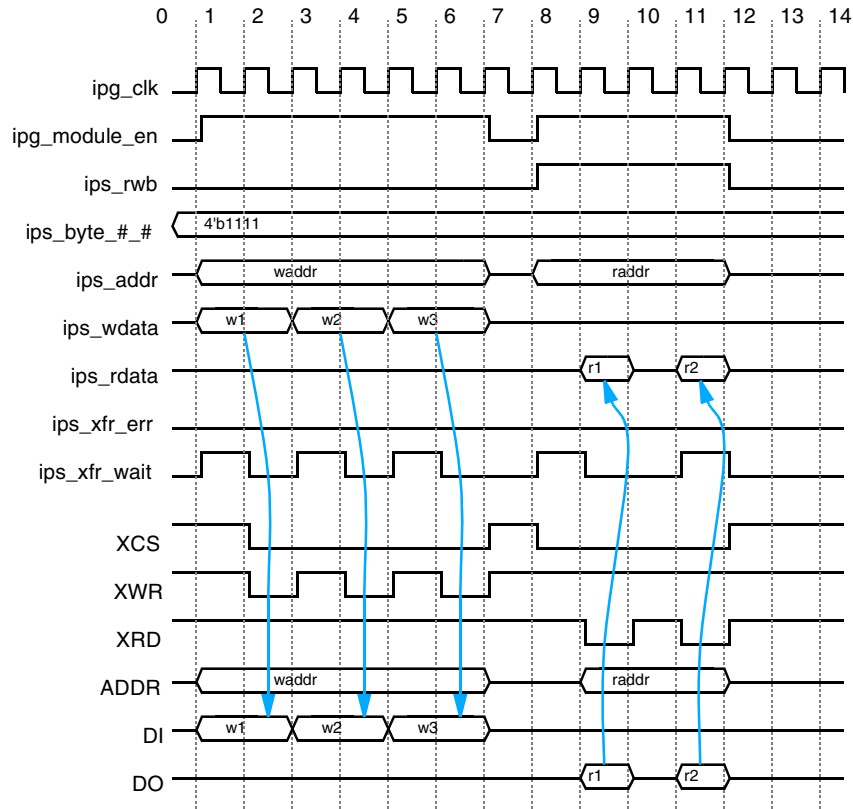 0 1 2 3 4 5 6 7 8 9 10 11 12 13 14
ipg_clk
ipg_module_en
ips_rwb
ips_byte_#_# 4'b1111
ips_addr waddr raddr
ips_wdata w1 w2 w3
ips_rdata r1 r2
ips_xfr_err
ips_xfr_wait
XCS
XWR
XRD
ADDR waddr raddr
DI w1 w2 w3
DO r1 r2